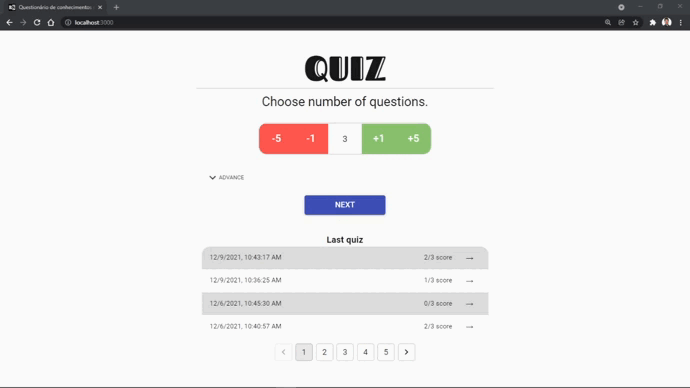 Questionário de conhecimentos
localhost:3000
QUIZ
Choose number of questions.
-5 -1 3 +1 +5
ADVANCE
NEXT
Last quiz
12/9/2021, 10:43:17 AM 2/3 score →
12/9/2021, 10:36:25 AM 1/3 score →
12/6/2021, 10:45:30 AM 0/3 score →
12/6/2021, 10:40:57 AM 2/3 score →
< 1 2 3 4 5 >